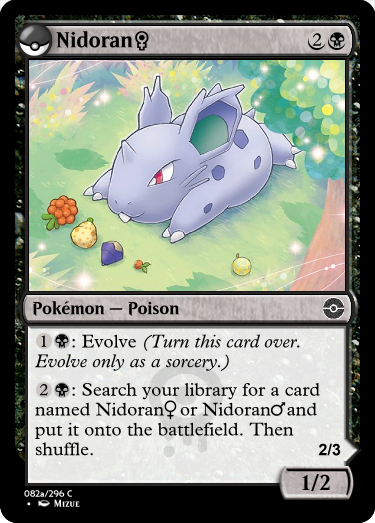 Nidoran♀ 2
Pokémon — Poison
1 : Evolve (Turn this card over.
Evolve only as a sorcery.)
2 : Search your library for a card
named Nidoran♀ or Nidoran♂ and
put it onto the battlefield. Then
shuffle.
2/3
1/2
082a/296 C
• MIZUE